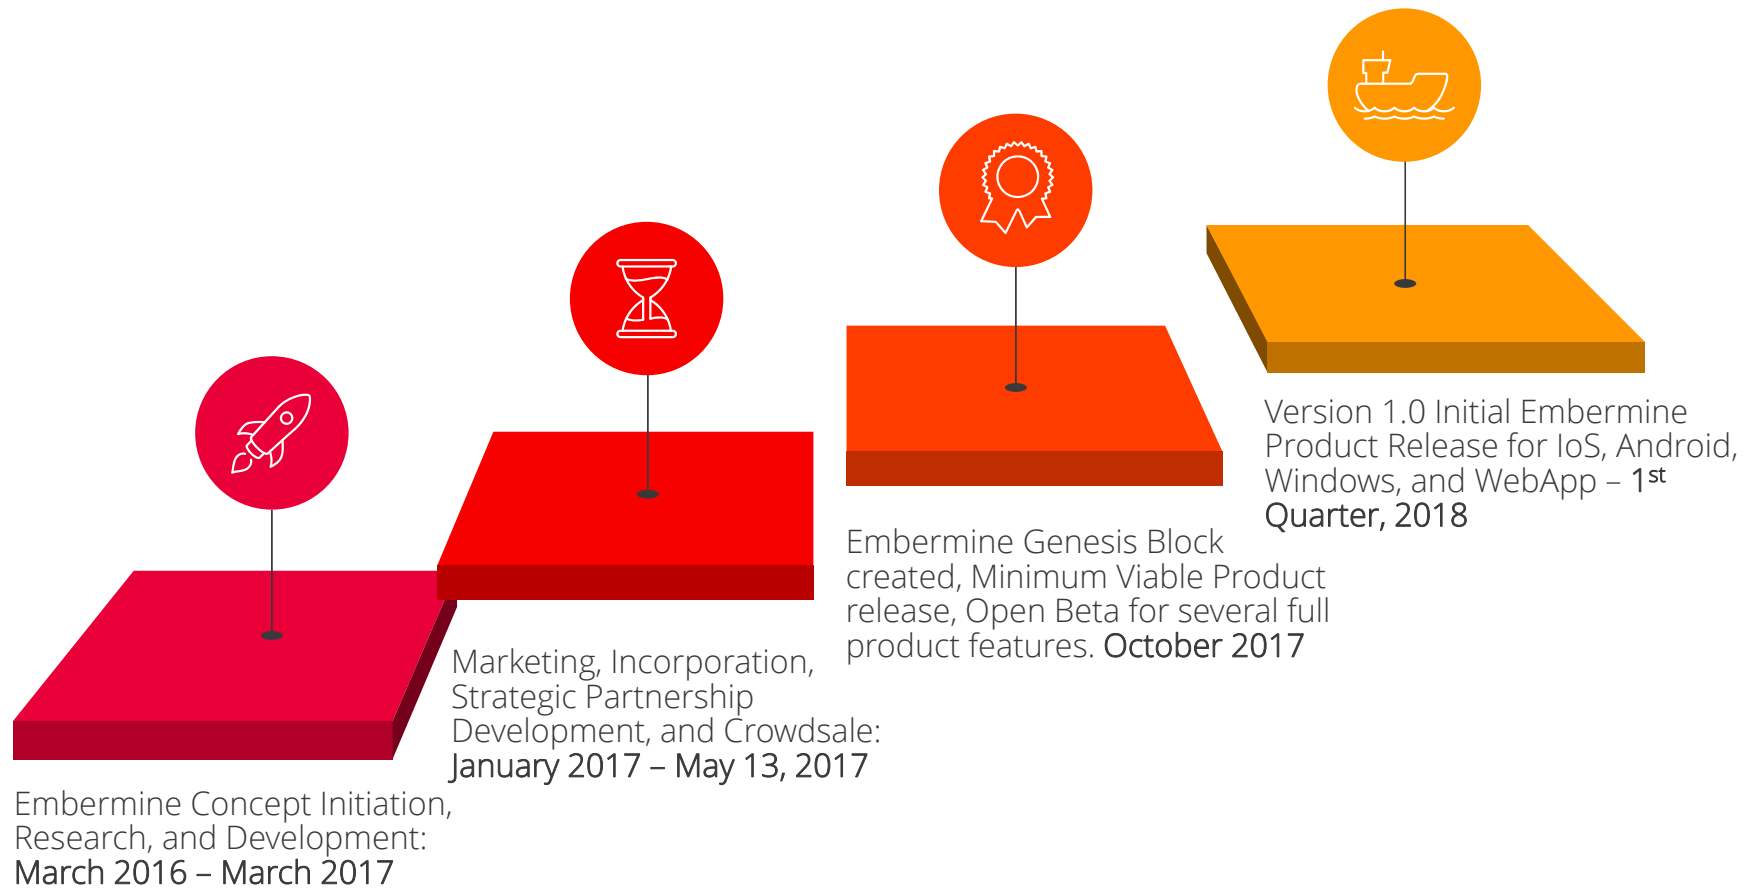 Embermine Concept Initiation,
Research, and Development:
March 2016 – March 2017
Marketing, Incorporation,
Strategic Partnership
Development, and Crowdsale:
January 2017 – May 13, 2017
Embermine Genesis Block
created, Minimum Viable Product
release, Open Beta for several full
product features. October 2017
Version 1.0 Initial Embermine
Product Release for IoS, Android,
Windows, and WebApp – 1st
Quarter, 2018